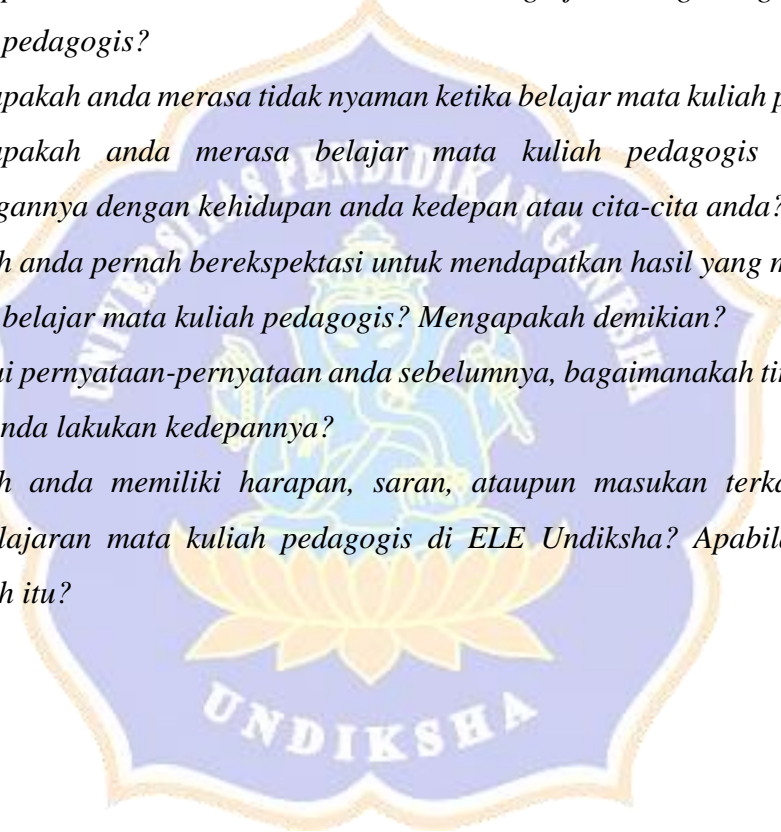 pedagogis?
apakah anda merasa tidak nyaman ketika belajar mata kuliah p
apakah anda merasa belajar mata kuliah pedagogis
gannya dengan kehidupan anda kedepan atau cita-cita anda?
h anda pernah berekspektasi untuk mendapatkan hasil yang
belajar mata kuliah pedagogis? Mengapakah demikian?
ui pernyataan-pernyataan anda sebelumnya, bagaimanakah
nda lakukan kedepannya?
h anda memiliki harapan, saran, ataupun masukan terka
lajaran mata kuliah pedagogis di ELE Undiksha? Apabil
h itu?
UNIVERSITAS PENDIDIKAN GANESHA
UNDIKSHA